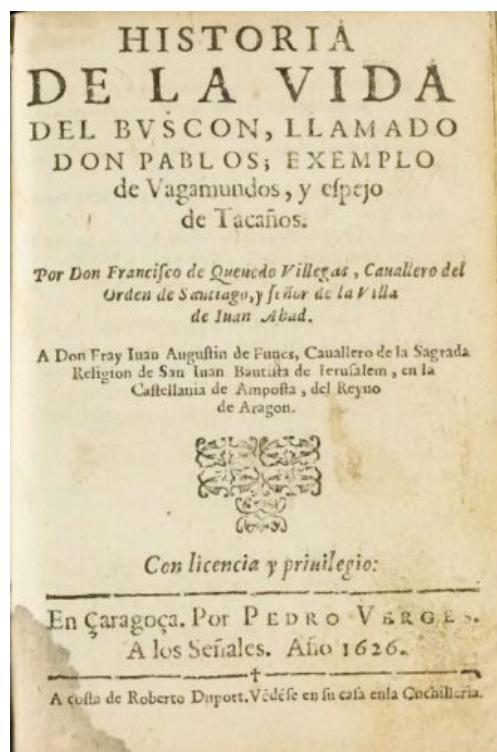 HISTORIA
DE LA VIDA
DEL BVSCON, LLAMADO
DON PABLOS; EXEMPLO
de Vagamundos, y eſpejo
de Tacaños.
Por Don Franciſco de Queuedo Villegas, Cauallero del
Orden de Santiago, y ſeñor de la Villa
de Iuan Abad.
A Don Fray Iuan Auguſtin de Funes, Cauallero de la Sagrada
Religion de San Iuan Bautiſta de Ieruſalem, en la
Caſtellania de Ampoſta, del Reyno
de Aragon.
Con licencia y priuilegio:
En Çaragoça. Por PEDRO VERGES.
A los Señales. Año 1626.
A coſta de Roberto Duport. Vẽdẽſe en ſu caſa enla Cuchilleria.